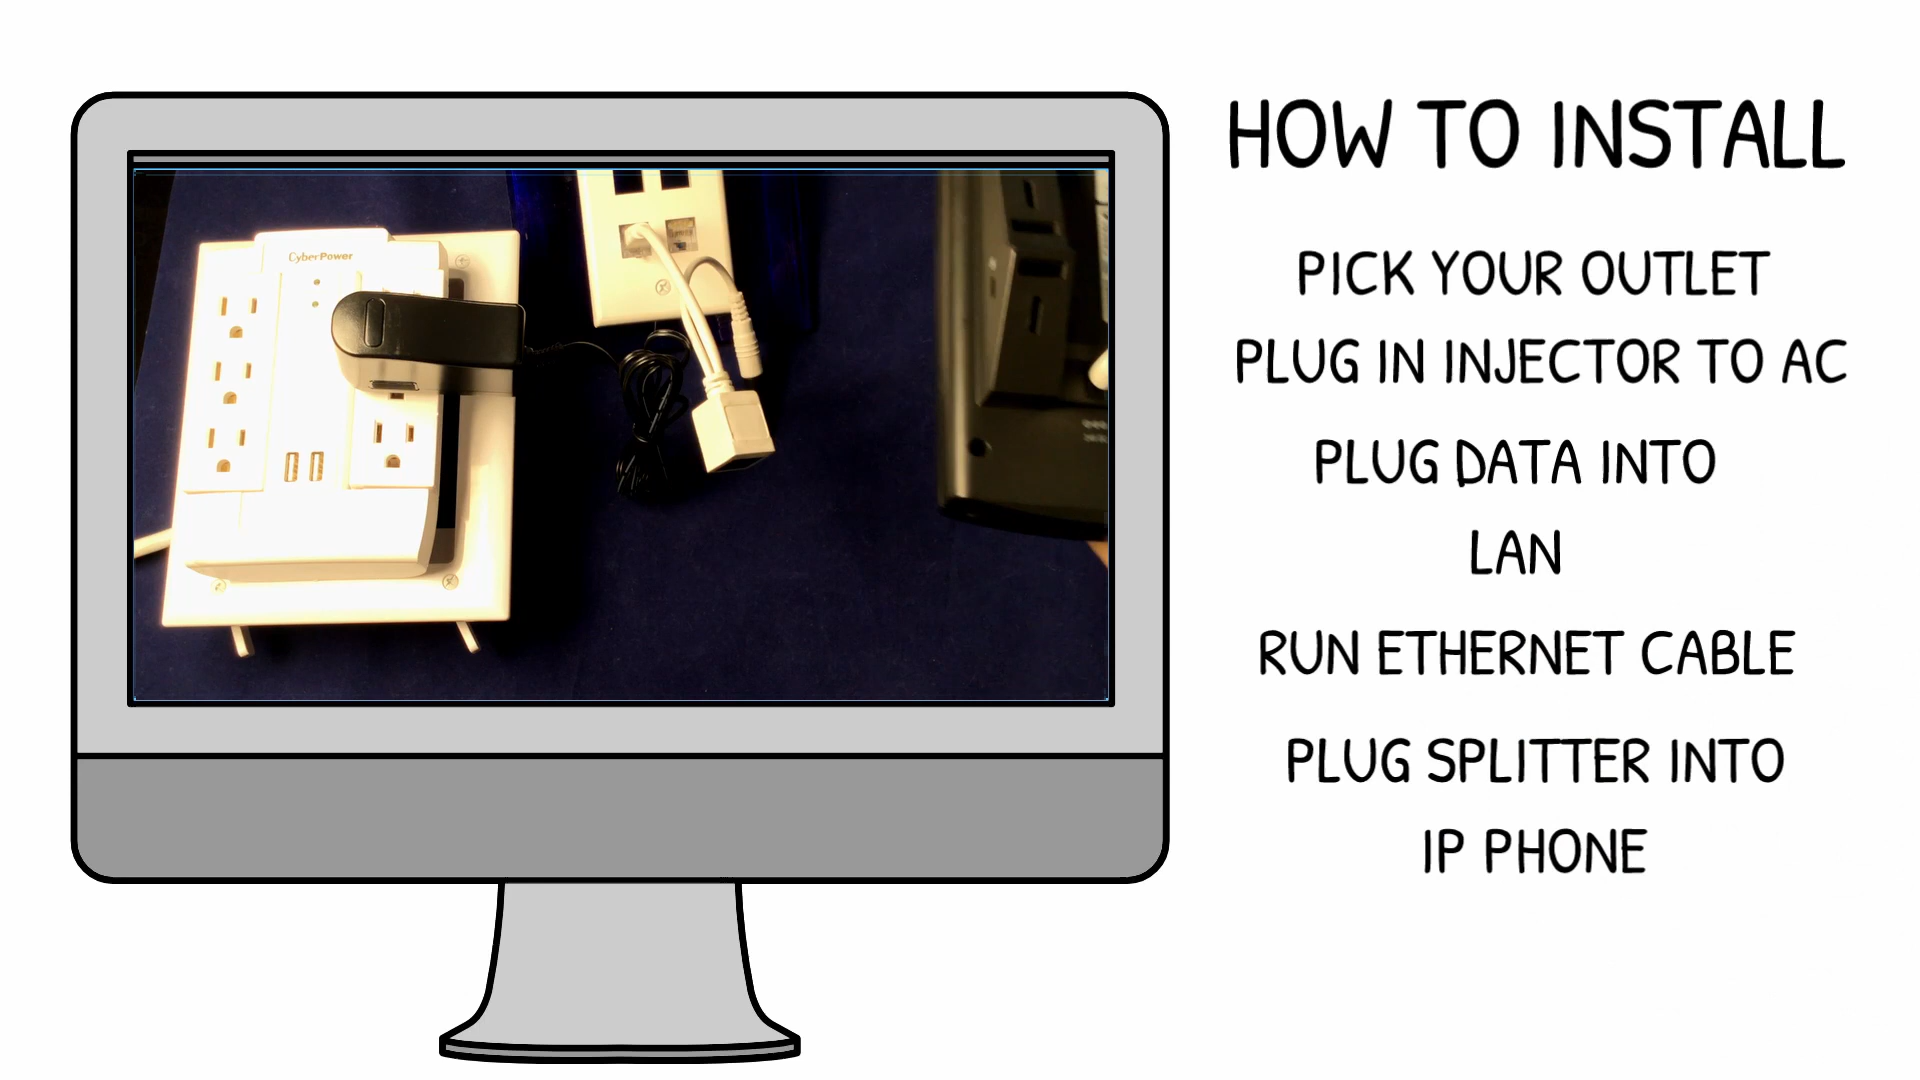 HOW TO INSTALL
PICK YOUR OUTLET
PLUG IN INJECTOR TO AC
PLUG DATA INTO
LAN
RUN ETHERNET CABLE
PLUG SPLITTER INTO
IP PHONE
CyberPower